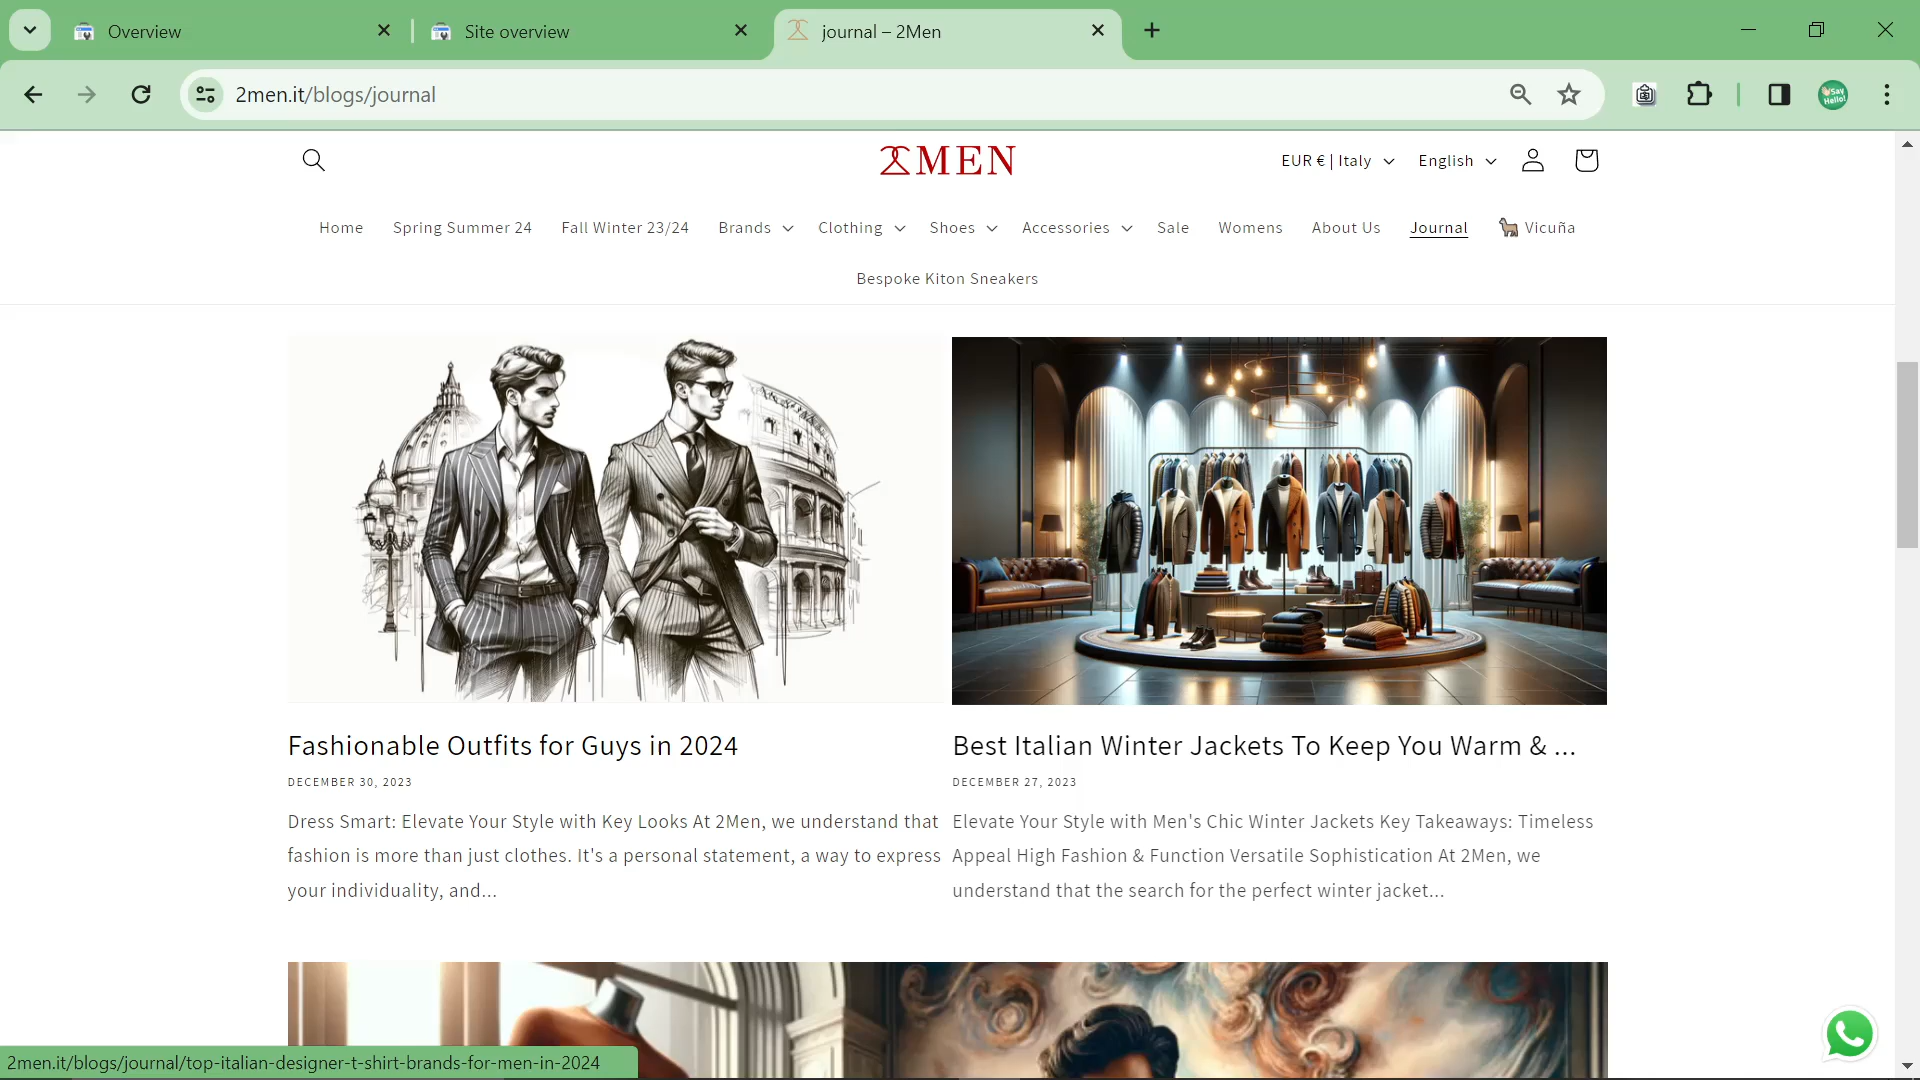 Overview
Site overview
journal – 2Men
2men.it/blogs/journal
Say Hello!
2MEN
EUR € | Italy
English
Home
Spring Summer 24
Fall Winter 23/24
Brands
Clothing
Shoes
Accessories
Sale
Womens
About Us
Journal
Vicuña
Bespoke Kiton Sneakers
Fashionable Outfits for Guys in 2024
DECEMBER 30, 2023
Dress Smart: Elevate Your Style with Key Looks At 2Men, we understand that
fashion is more than just clothes. It's a personal statement, a way to express
your individuality, and...
Best Italian Winter Jackets To Keep You Warm & ...
DECEMBER 27, 2023
Elevate Your Style with Men's Chic Winter Jackets Key Takeaways: Timeless
Appeal High Fashion & Function Versatile Sophistication At 2Men, we
understand that the search for the perfect winter jacket...
2men.it/blogs/journal/top-italian-designer-t-shirt-brands-for-men-in-2024